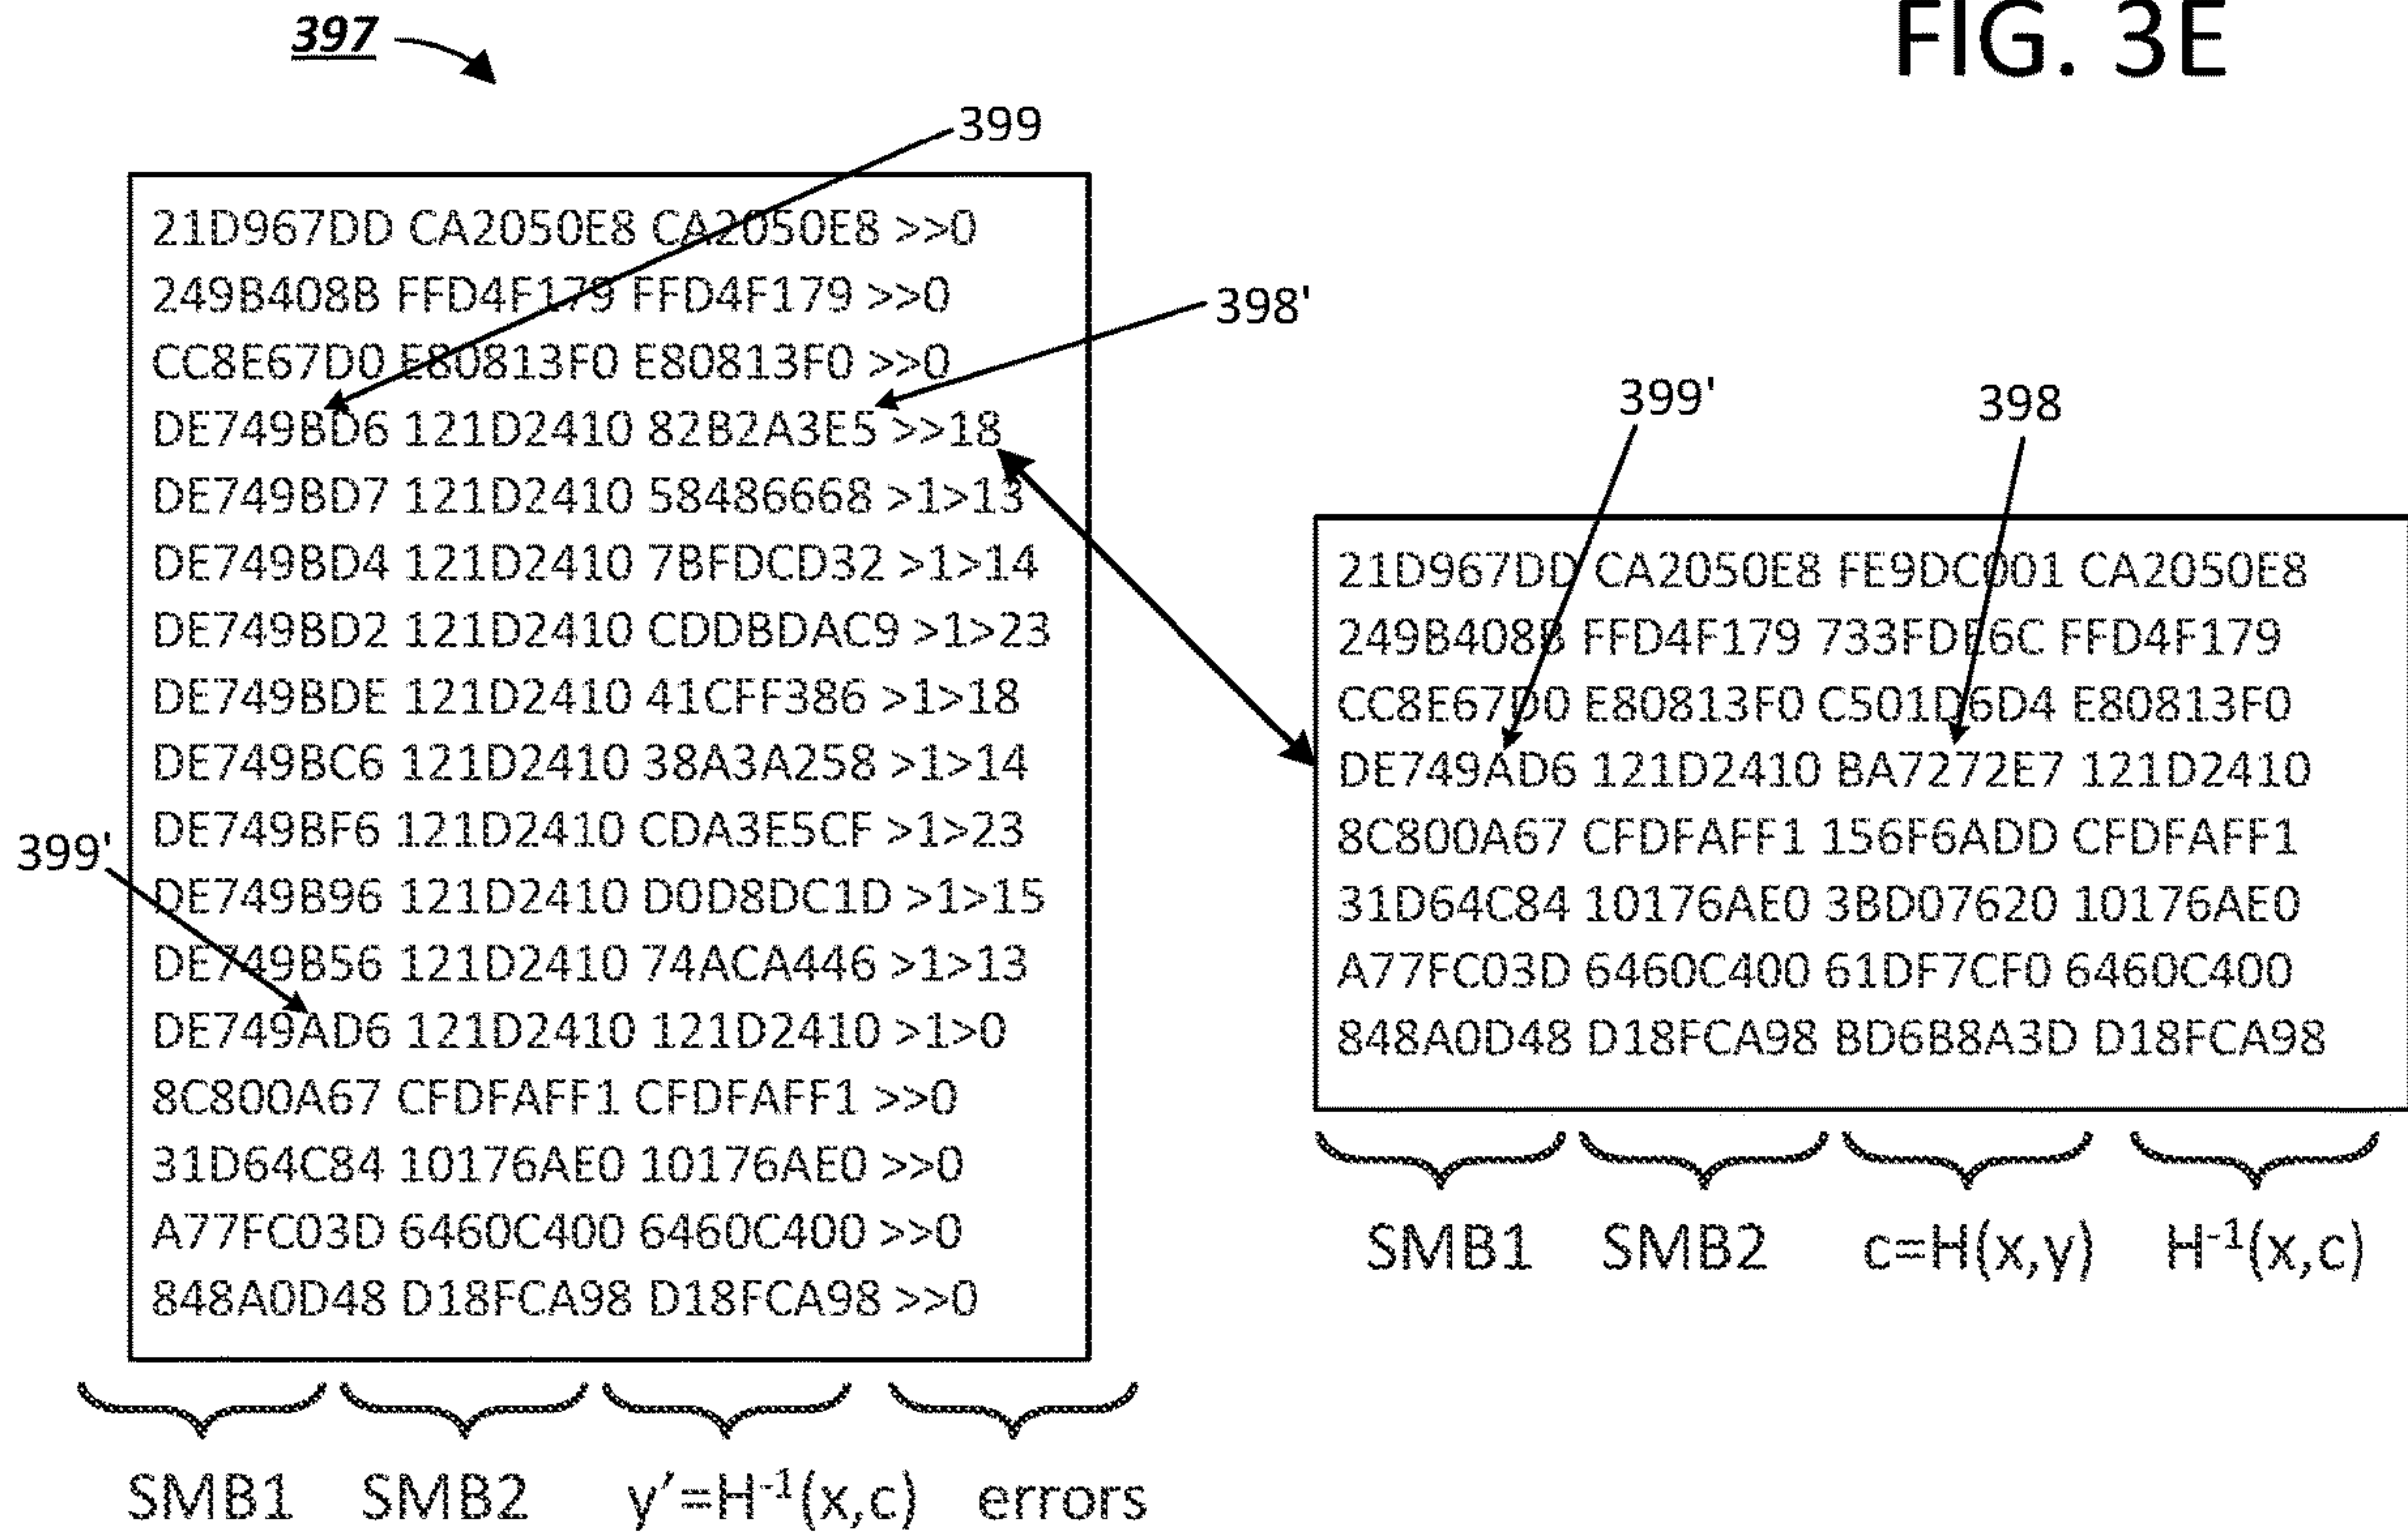 FIG. 3E
397
399
21D967DD CA2050E8 CA2050E8 >>0
249B408B FFD4F179 FFD4F179 >>0
CC8E67D0 E80813F0 E80813F0 >>0
DE749BD6 121D2410 82B2A3E5 >>18
DE749BD7 121D2410 58486668 >1>13
DE749BD4 121D2410 7BFDCD32 >1>14
DE749BD2 121D2410 CDDBDAC9 >1>23
DE749BDE 121D2410 41CFF386 >1>18
DE749BC6 121D2410 38A3A258 >1>14
DE749BF6 121D2410 CDA3E5CF >1>23
DE749B96 121D2410 D0D8DC1D >1>15
DE749B56 121D2410 74ACA446 >1>13
DE749AD6 121D2410 121D2410 >1>0
8C800A67 CFDFAFF1 CFDFAFF1 >>0
31D64C84 10176AE0 10176AE0 >>0
A77FC03D 6460C400 6460C400 >>0
848A0D48 D18FCA98 D18FCA98 >>0
399'
SMB1 SMB2 y'=H⁻¹(x,c) errors
398'
399'
398
21D967DD CA2050E8 FE9DC001 CA2050E8
249B408B FFD4F179 733FDE6C FFD4F179
CC8E67D0 E80813F0 C501D6D4 E80813F0
DE749AD6 121D2410 BA7272E7 121D2410
8C800A67 CFDFAFF1 156F6ADD CFDFAFF1
31D64C84 10176AE0 3BD07620 10176AE0
A77FC03D 6460C400 61DF7CF0 6460C400
848A0D48 D18FCA98 BD6B8A3D D18FCA98
SMB1 SMB2 c=H(x,y) H⁻¹(x,c)